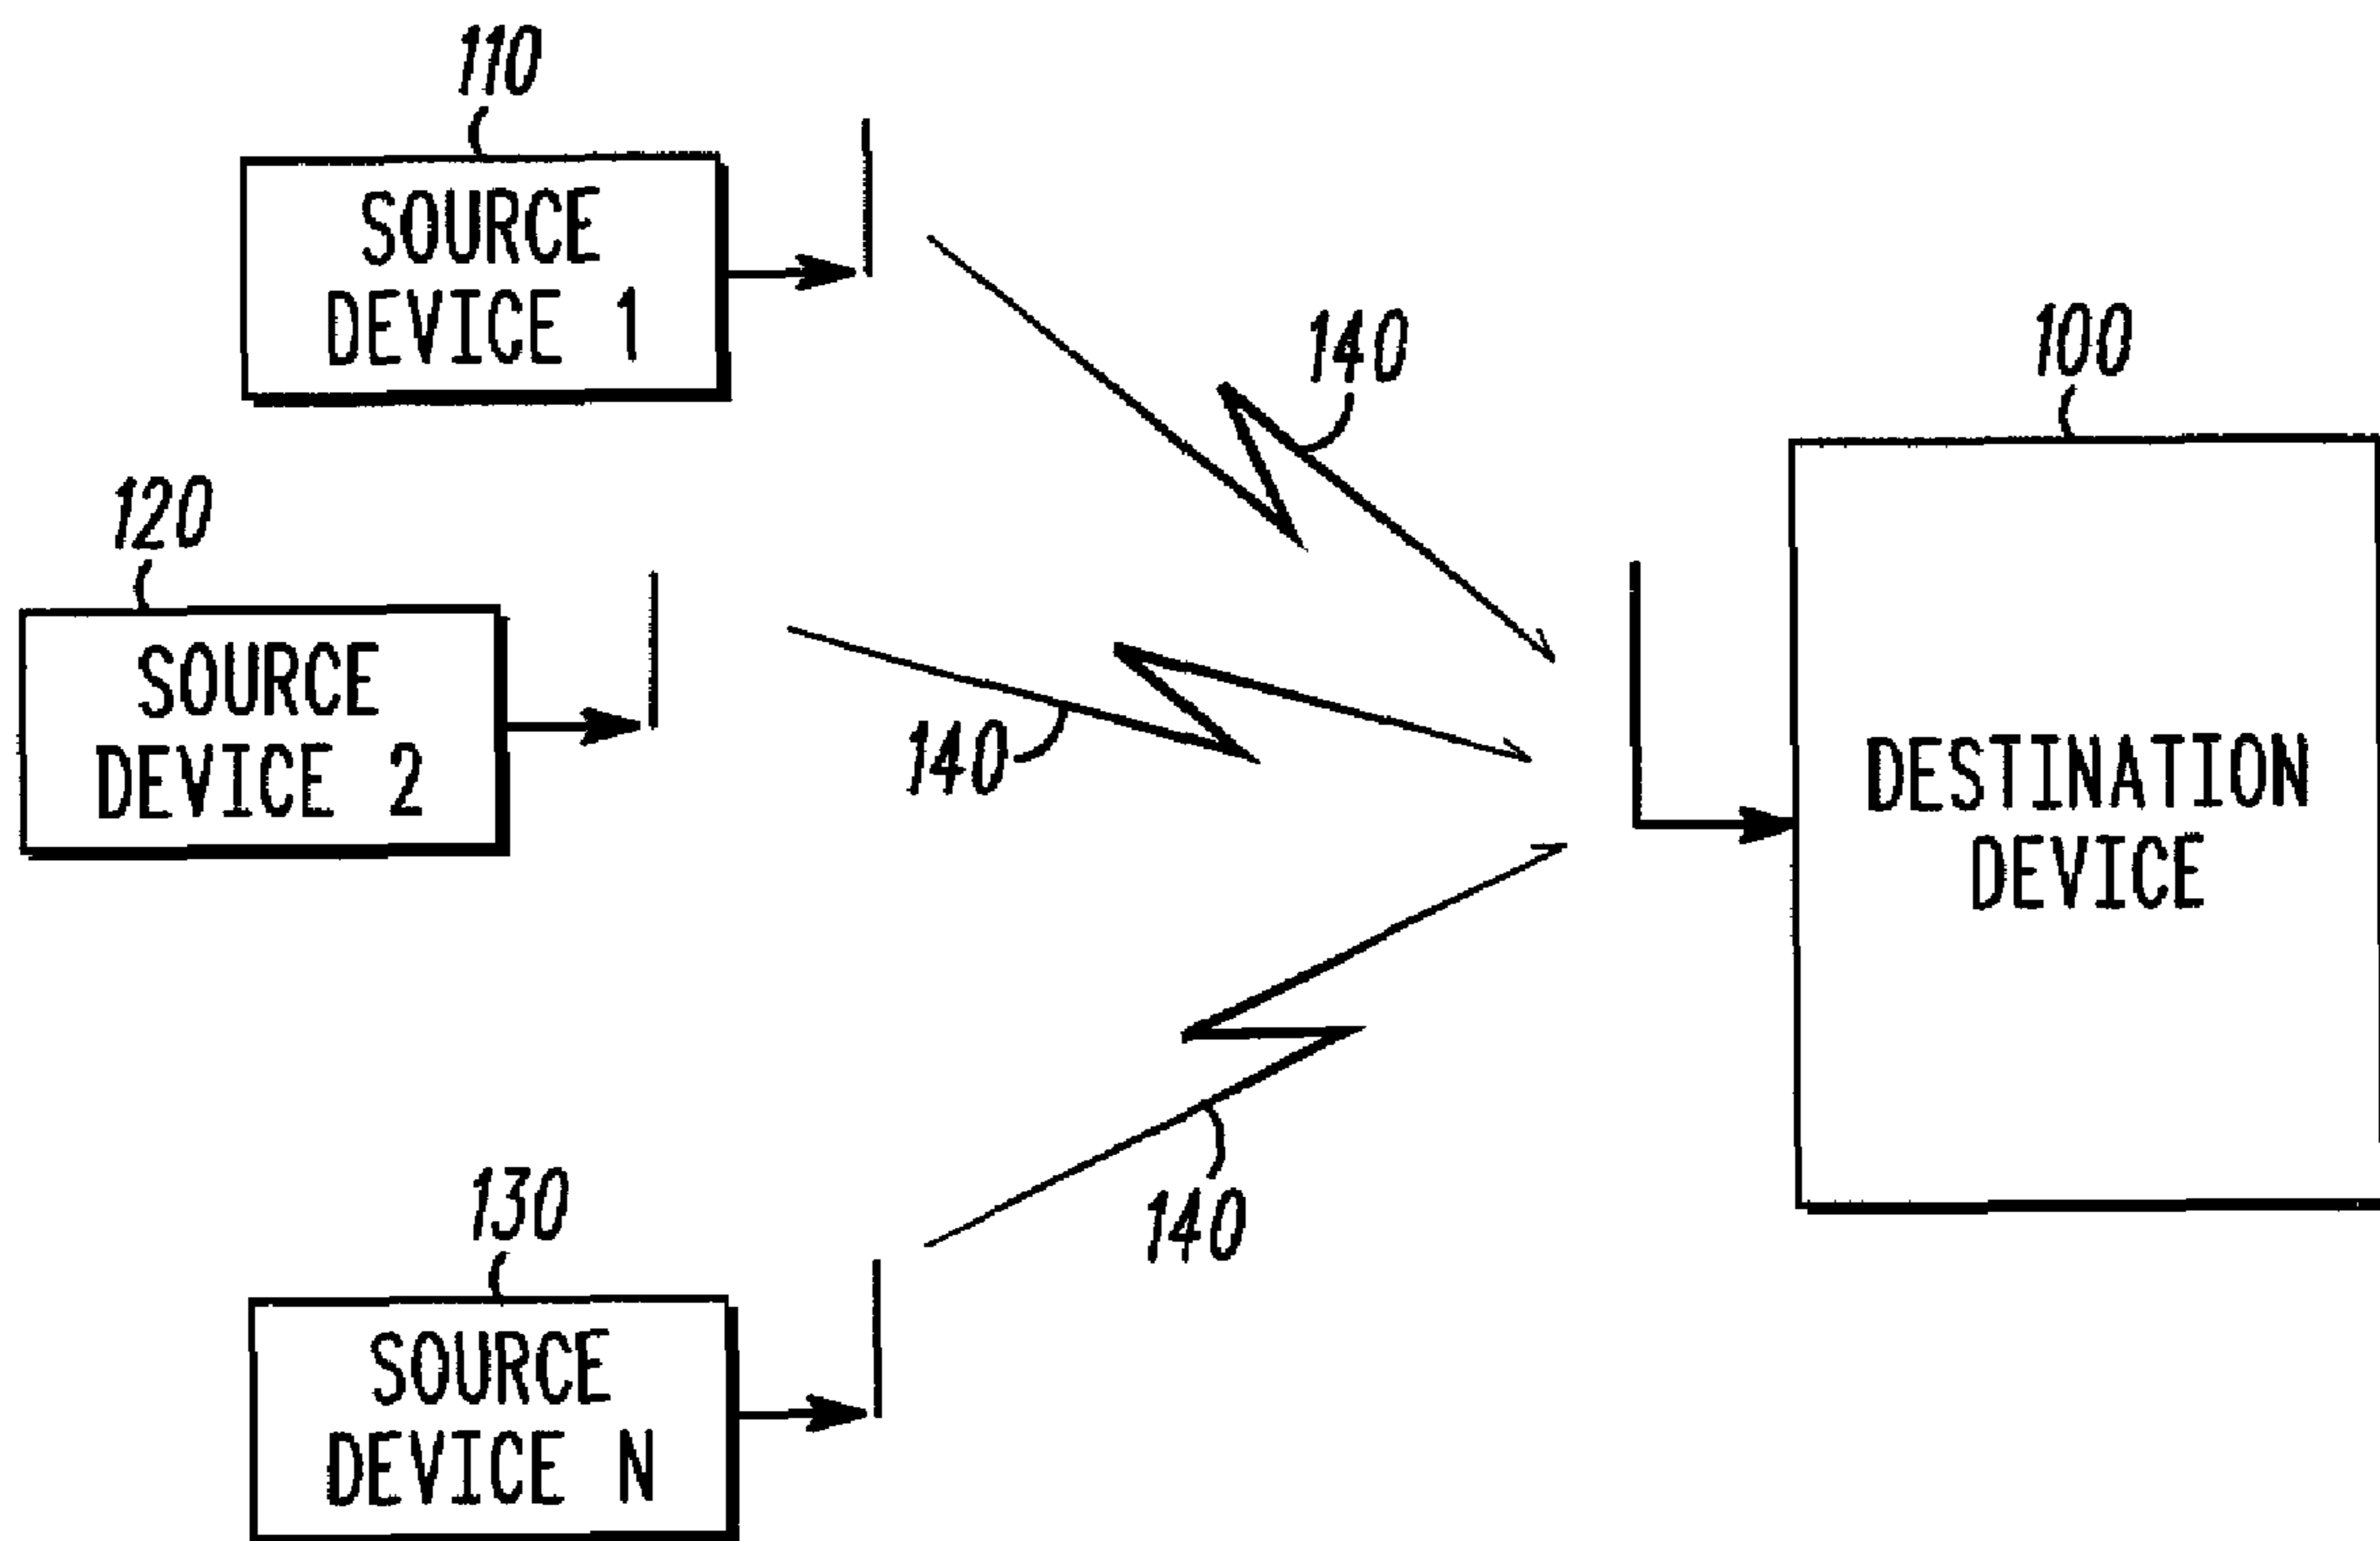 110
SOURCE
DEVICE 1
140
100
120
SOURCE
DEVICE 2
140
DESTINATION
DEVICE
130
140
SOURCE
DEVICE N